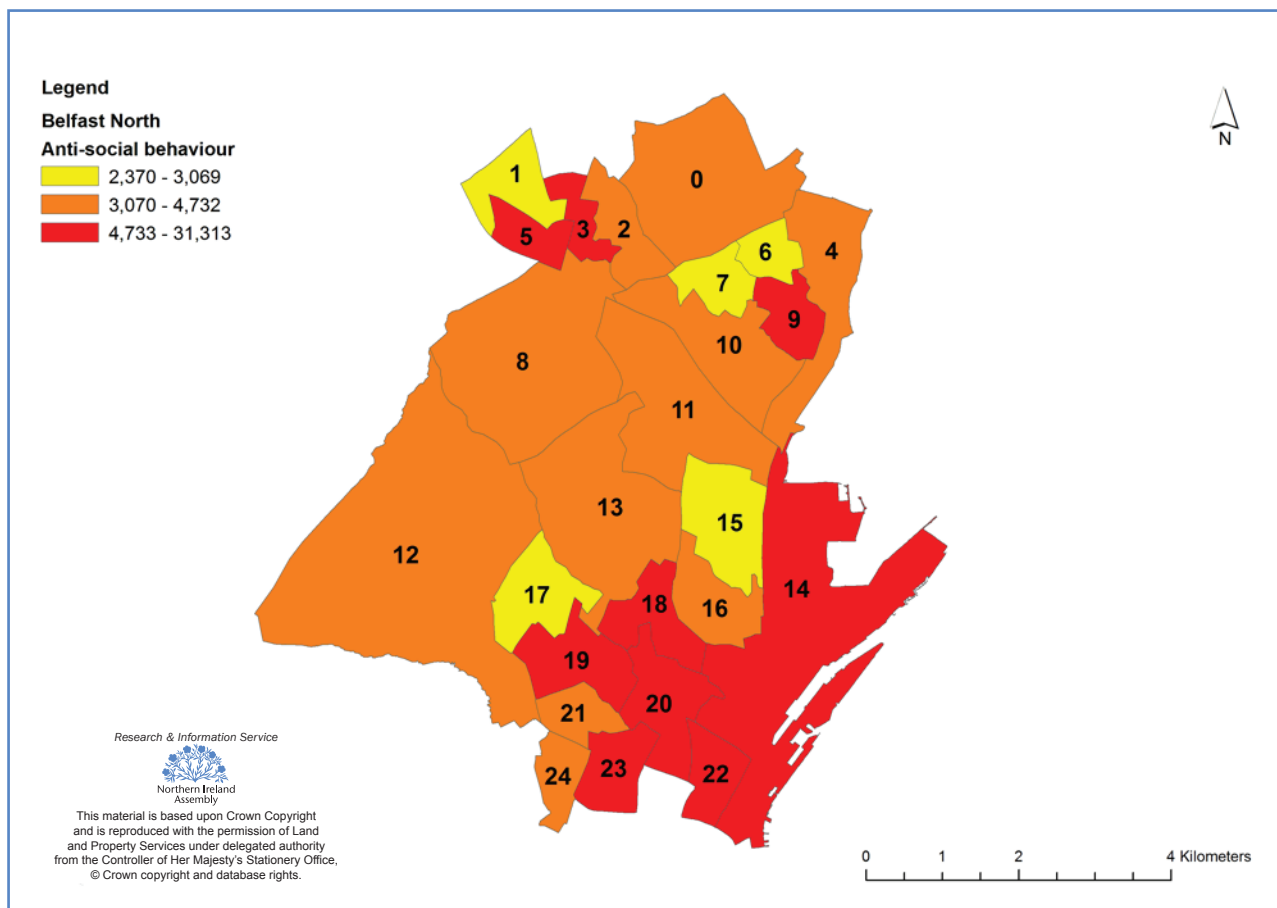 Legend
Belfast North
Anti-social behaviour
2,370 - 3,069
3,070 - 4,732
4,733 - 31,313
N
0
1
2
3
4
5
6
7
8
9
10
11
12
13
14
15
16
17
18
19
20
21
22
23
24
Research & Information Service
Northern Ireland
Assembly
This material is based upon Crown Copyright
and is reproduced with the permission of Land
and Property Services under delegated authority
from the Controller of Her Majesty's Stationery Office,
© Crown copyright and database rights.
0 1 2 4 Kilometers